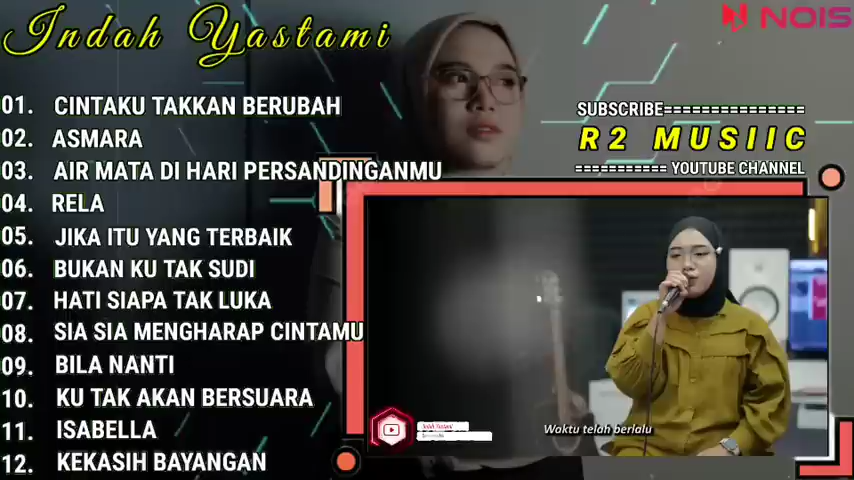 Indah Yastami
NOIS
01. CINTAKU TAKKAN BERUBAH
02. ASMARA
03. AIR MATA DI HARI PERSANDINGANMU
04. RELA
05. JIKA ITU YANG TERBAIK
06. BUKAN KU TAK SUDI
07. HATI SIAPA TAK LUKA
08. SIA SIA MENGHARAP CINTAMU
09. BILA NANTI
10. KU TAK AKAN BERSUARA
11. ISABELLA
12. KEKASIH BAYANGAN
SUBSCRIBE===============
R2 MUSIIC
=========== YOUTUBE CHANNEL
Indah Yastami
Waktu telah berlalu